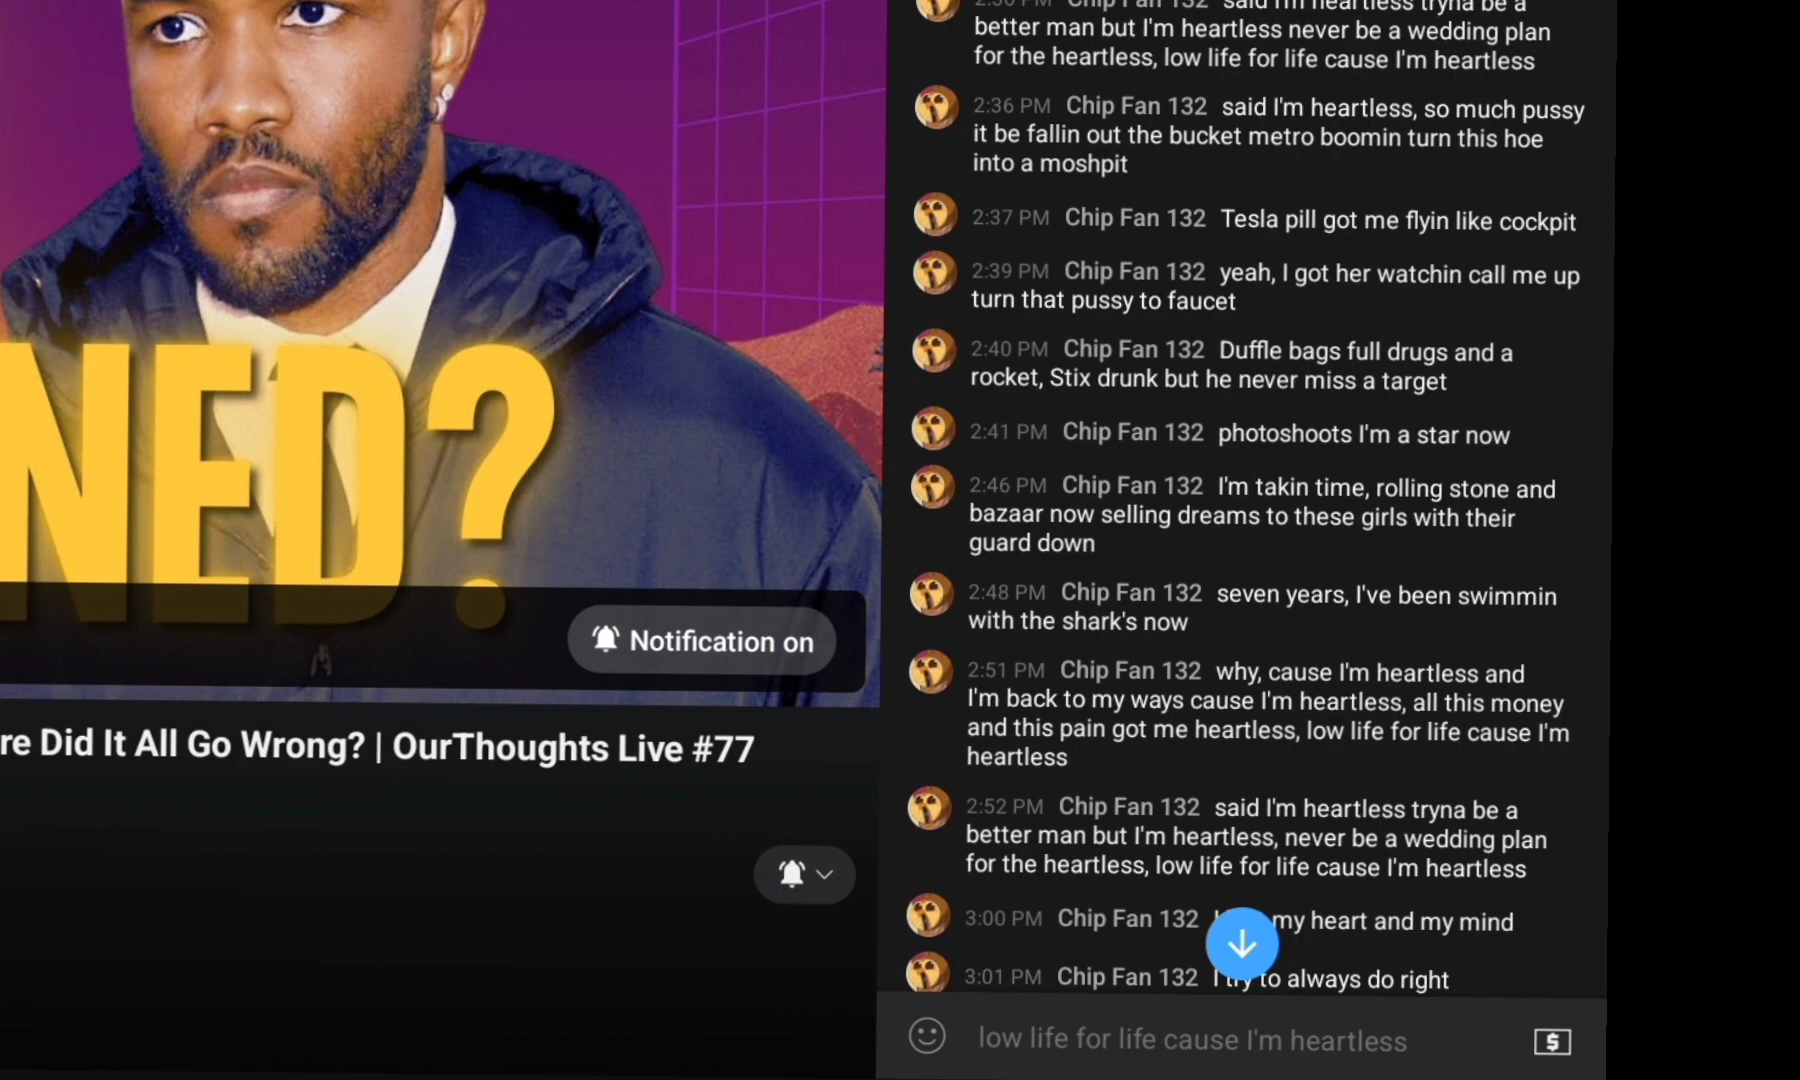 NED?
Notification on
re Did It All Go Wrong? | OurThoughts Live #77
2:36 PM Chip Fan 132 said I'm heartless tryna be a
better man but I'm heartless never be a wedding plan
for the heartless, low life for life cause I'm heartless
2:36 PM Chip Fan 132 said I'm heartless, so much pussy
it be fallin out the bucket metro boomin turn this hoe
into a moshpit
2:37 PM Chip Fan 132 Tesla pill got me flyin like cockpit
2:39 PM Chip Fan 132 yeah, I got her watchin call me up
turn that pussy to faucet
2:40 PM Chip Fan 132 Duffle bags full drugs and a
rocket, Stix drunk but he never miss a target
2:41 PM Chip Fan 132 photoshoots I'm a star now
2:46 PM Chip Fan 132 I'm takin time, rolling stone and
bazaar now selling dreams to these girls with their
guard down
2:48 PM Chip Fan 132 seven years, I've been swimmin
with the shark's now
2:51 PM Chip Fan 132 why, cause I'm heartless and
I'm back to my ways cause I'm heartless, all this money
and this pain got me heartless, low life for life cause I'm
heartless
2:52 PM Chip Fan 132 said I'm heartless tryna be a
better man but I'm heartless, never be a wedding plan
for the heartless, low life for life cause I'm heartless
3:00 PM Chip Fan 132 my heart and my mind
3:01 PM Chip Fan 132 I try to always do right
low life for life cause I'm heartless
$